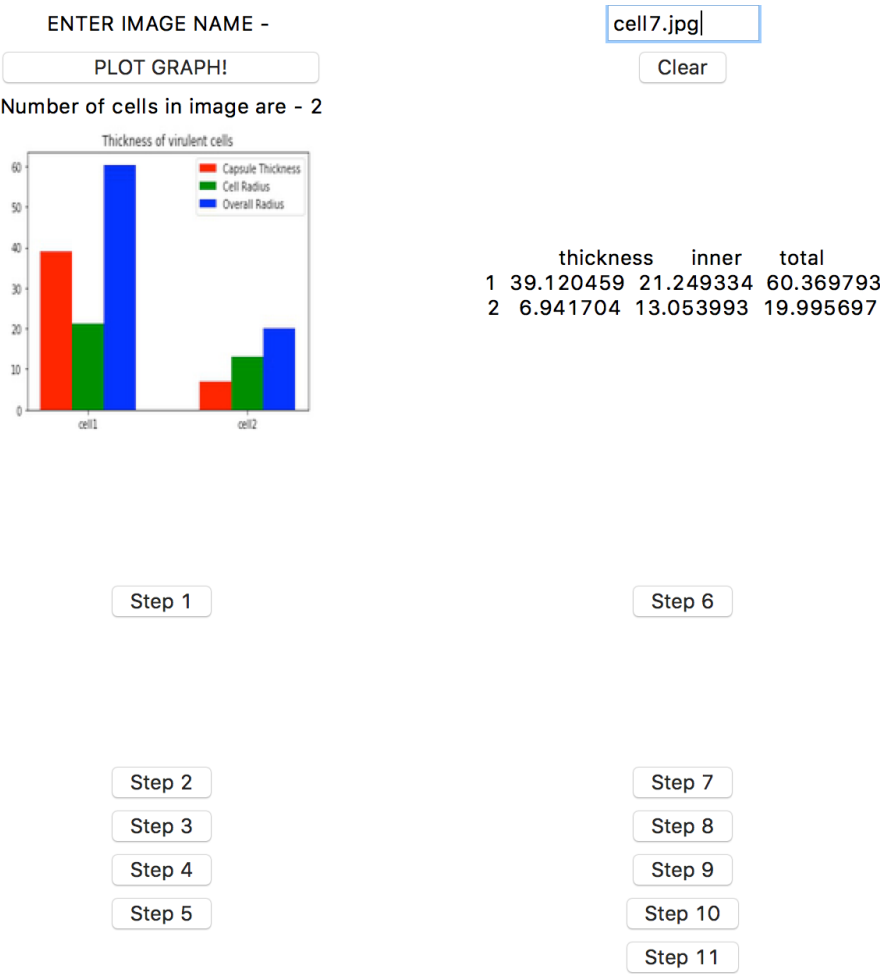 ENTER IMAGE NAME -
cell7.jpg
PLOT GRAPH!
Clear
Number of cells in image are - 2
Thickness of virulent cells
Capsule Thickness
Cell Radius
Overall Radius
60
50
40
30
20
10
0
cell1
cell2
thickness inner total
1 39.120459 21.249334 60.369793
2 6.941704 13.053993 19.995697
Step 1
Step 6
Step 2
Step 7
Step 3
Step 8
Step 4
Step 9
Step 5
Step 10
Step 11